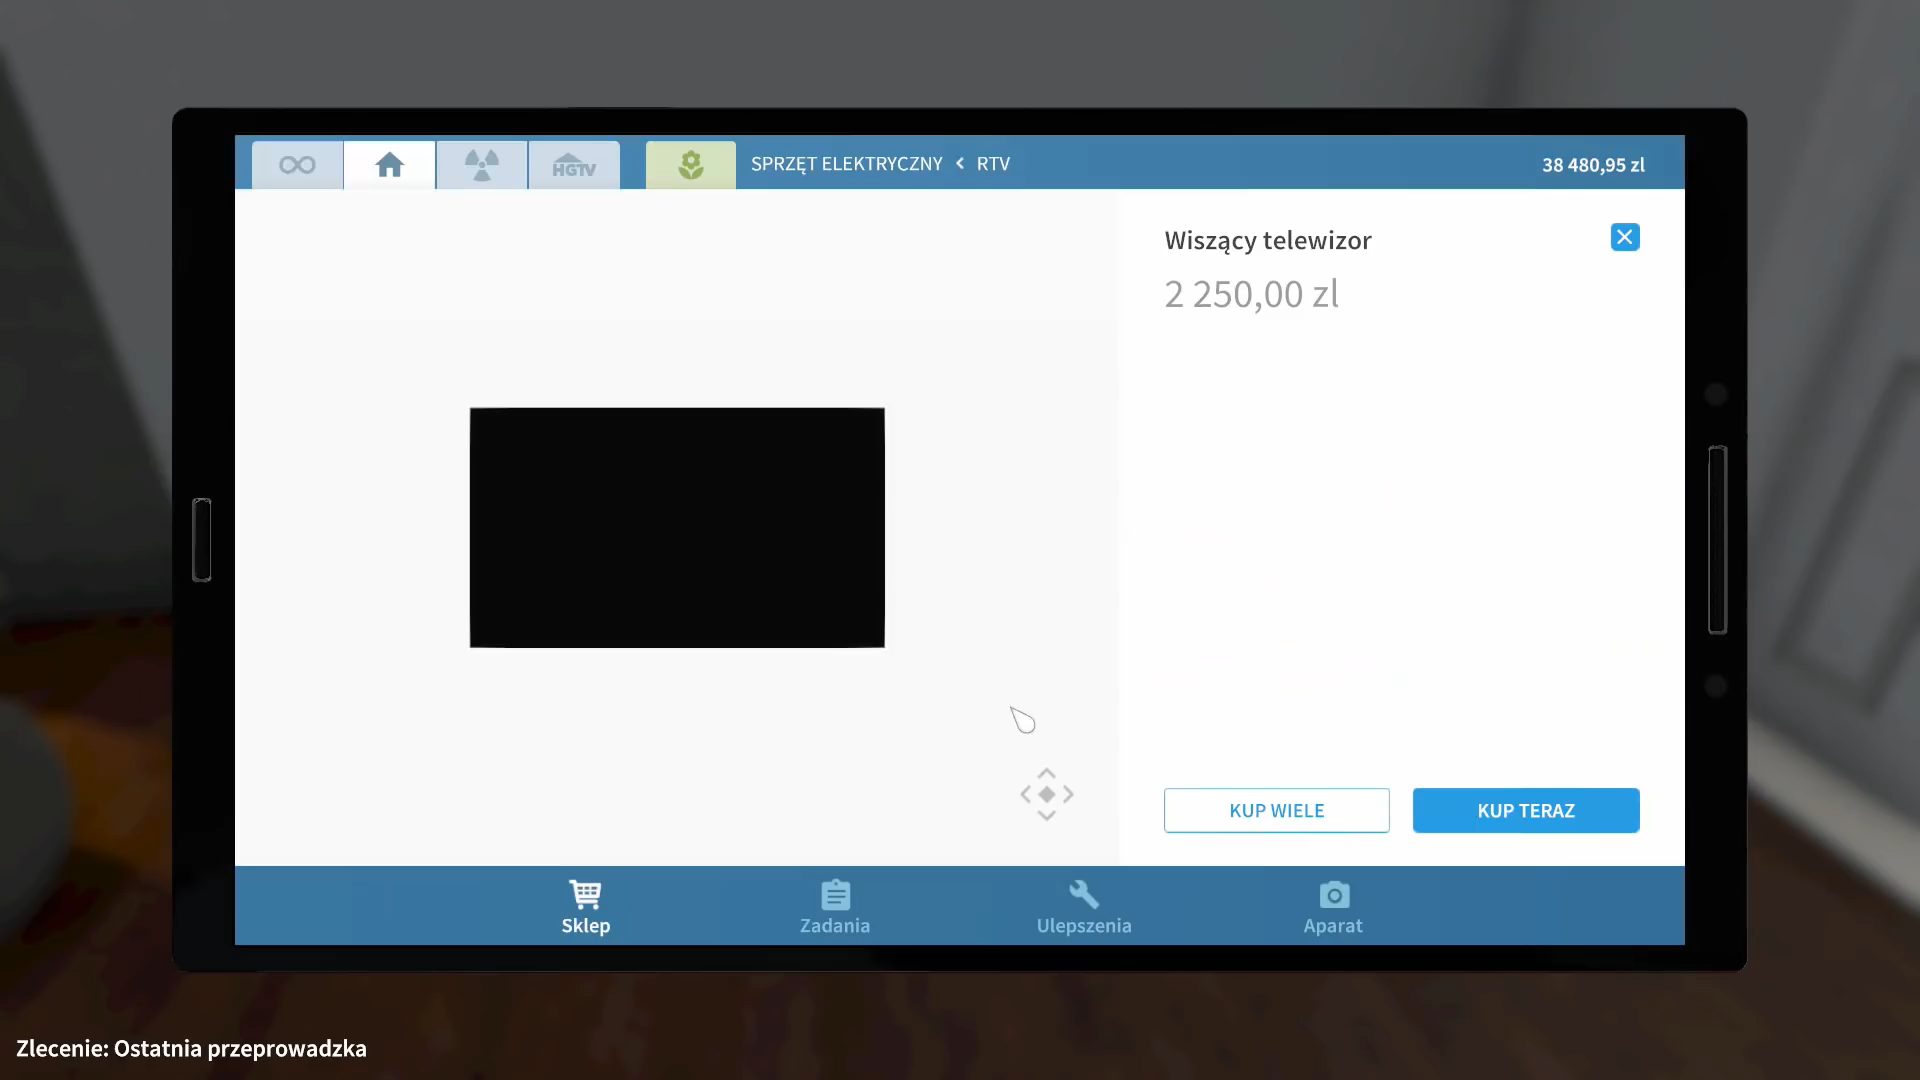 HGTV
SPRZĘT ELEKTRYCZNY < RTV
38 480,95 zl
Wiszący telewizor
2 250,00 zl
KUP WIELE
KUP TERAZ
Sklep
Zadania
Ulepszenia
Aparat
Zlecenie: Ostatnia przeprowadzka